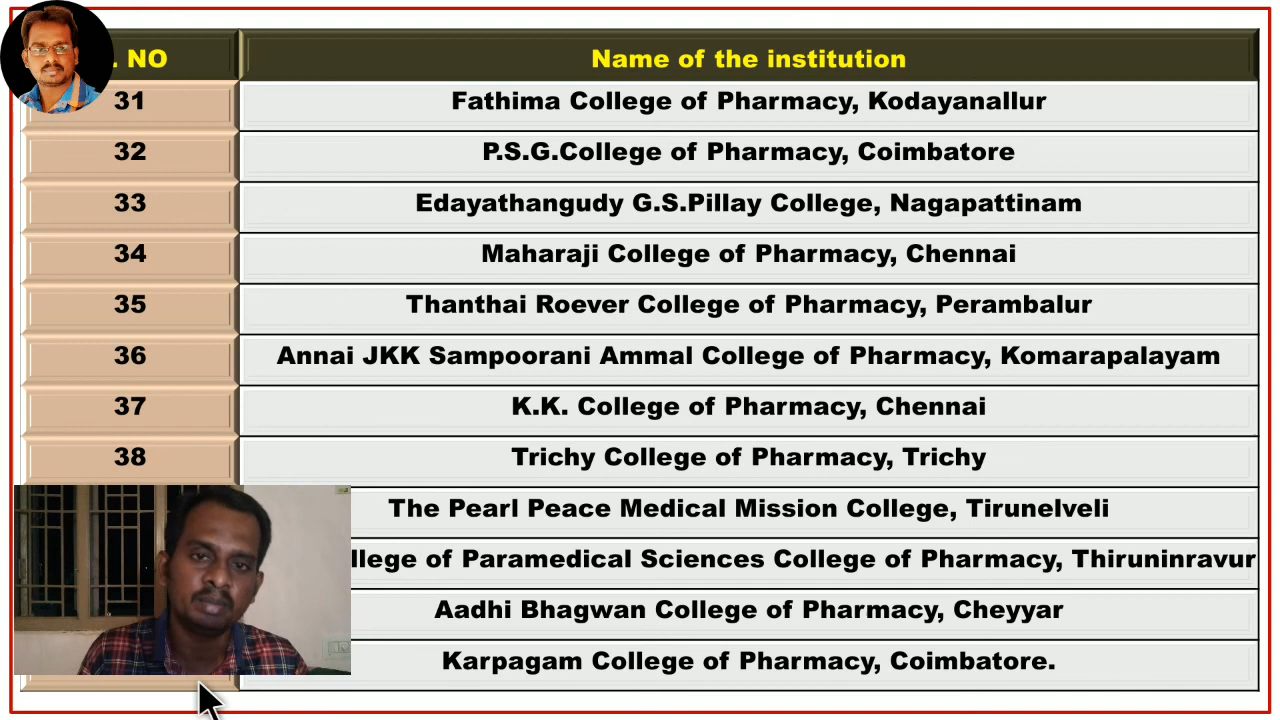 . NO Name of the institution
31 Fathima College of Pharmacy, Kodayanallur
32 P.S.G.College of Pharmacy, Coimbatore
33 Edayathangudy G.S.Pillay College, Nagapattinam
34 Maharaji College of Pharmacy, Chennai
35 Thanthai Roever College of Pharmacy, Perambalur
36 Annai JKK Sampoorani Ammal College of Pharmacy, Komarapalayam
37 K.K. College of Pharmacy, Chennai
38 Trichy College of Pharmacy, Trichy
The Pearl Peace Medical Mission College, Tirunelveli
of Paramedical Sciences College of Pharmacy, Thiruninravur
Aadhi Bhagwan College of Pharmacy, Cheyyar
Karpagam College of Pharmacy, Coimbatore.